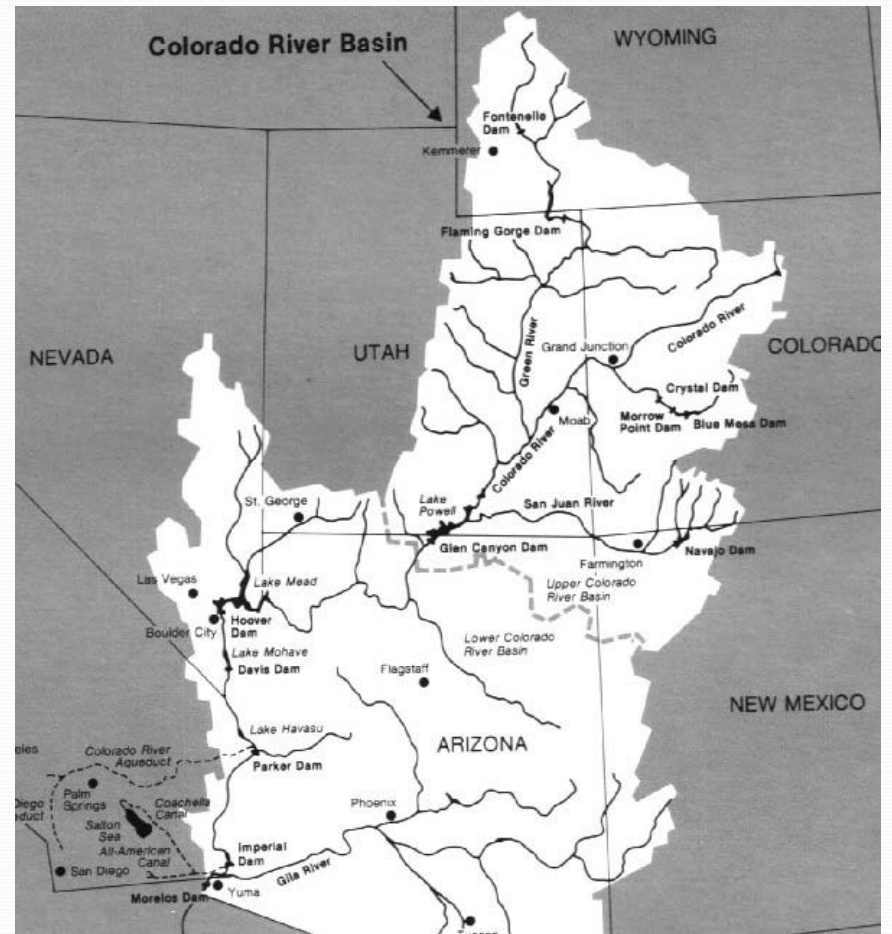 Colorado River Basin
WYOMING
Fontenelle
Dam
Kemmerer
Flaming Gorge Dam
Green River
Colorado River
Grand Junction
NEVADA
UTAH
COLORADO
Crystal Dam
Morrow
Point Dam
Blue Mesa Dam
Moab
Colorado River
St. George
Lake
Powell
San Juan River
Glen Canyon Dam
Farmington
Navajo Dam
Las Vegas
Lake Mead
Upper Colorado
River Basin
Boulder City
Hoover
Dam
Lake Mohave
Davis Dam
Lower Colorado
River Basin
Flagstaff
NEW MEXICO
Lake Havasu
ARIZONA
eles
Colorado River
Aqueduct
Parker Dam
Palm
Springs
Diego
educt
Coachella
Canal
Phoenix
Salton
Sea
All-American
Canal
Imperial
Dam
Gila River
San Diego
Morelos Dam
Yuma